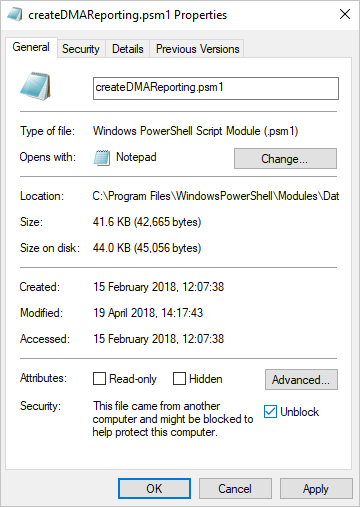 createDMAReporting.psm1 Properties
General Security Details Previous Versions
createDMAReporting.psm1
Type of file: Windows PowerShell Script Module (.psm1)
Opens with: Notepad Change...
Location: C:\Program Files\WindowsPowerShell\Modules\Dat
Size: 41.6 KB (42,665 bytes)
Size on disk: 44.0 KB (45,056 bytes)
Created: 15 February 2018, 12:07:38
Modified: 19 April 2018, 14:17:43
Accessed: 15 February 2018, 12:07:38
Attributes: Read-only Hidden Advanced...
Security: This file came from another
computer and might be blocked to
help protect this computer.
Unblock
OK Cancel Apply